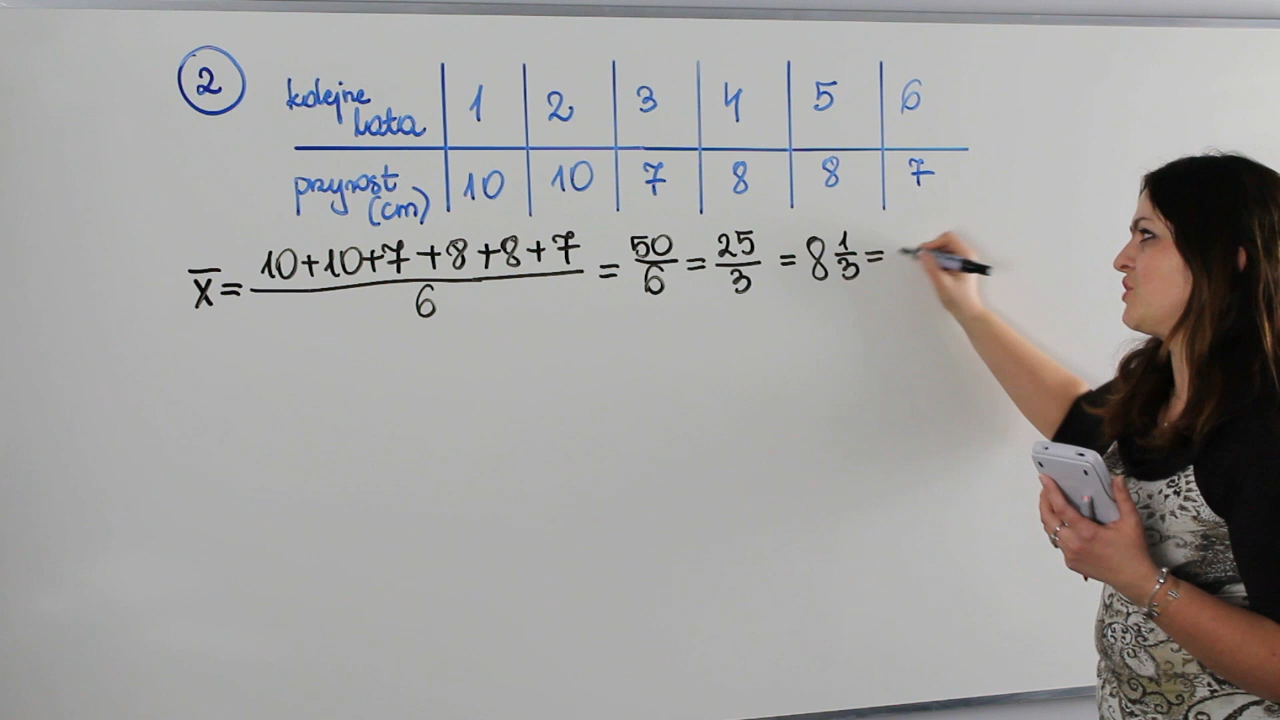 2
kolejne lata 1 2 3 4 5 6
przyrost (cm) 10 10 7 8 8 7
x̄ = (10+10+7+8+8+7)/6 = 50/6 = 25/3 = 8 1/3 =